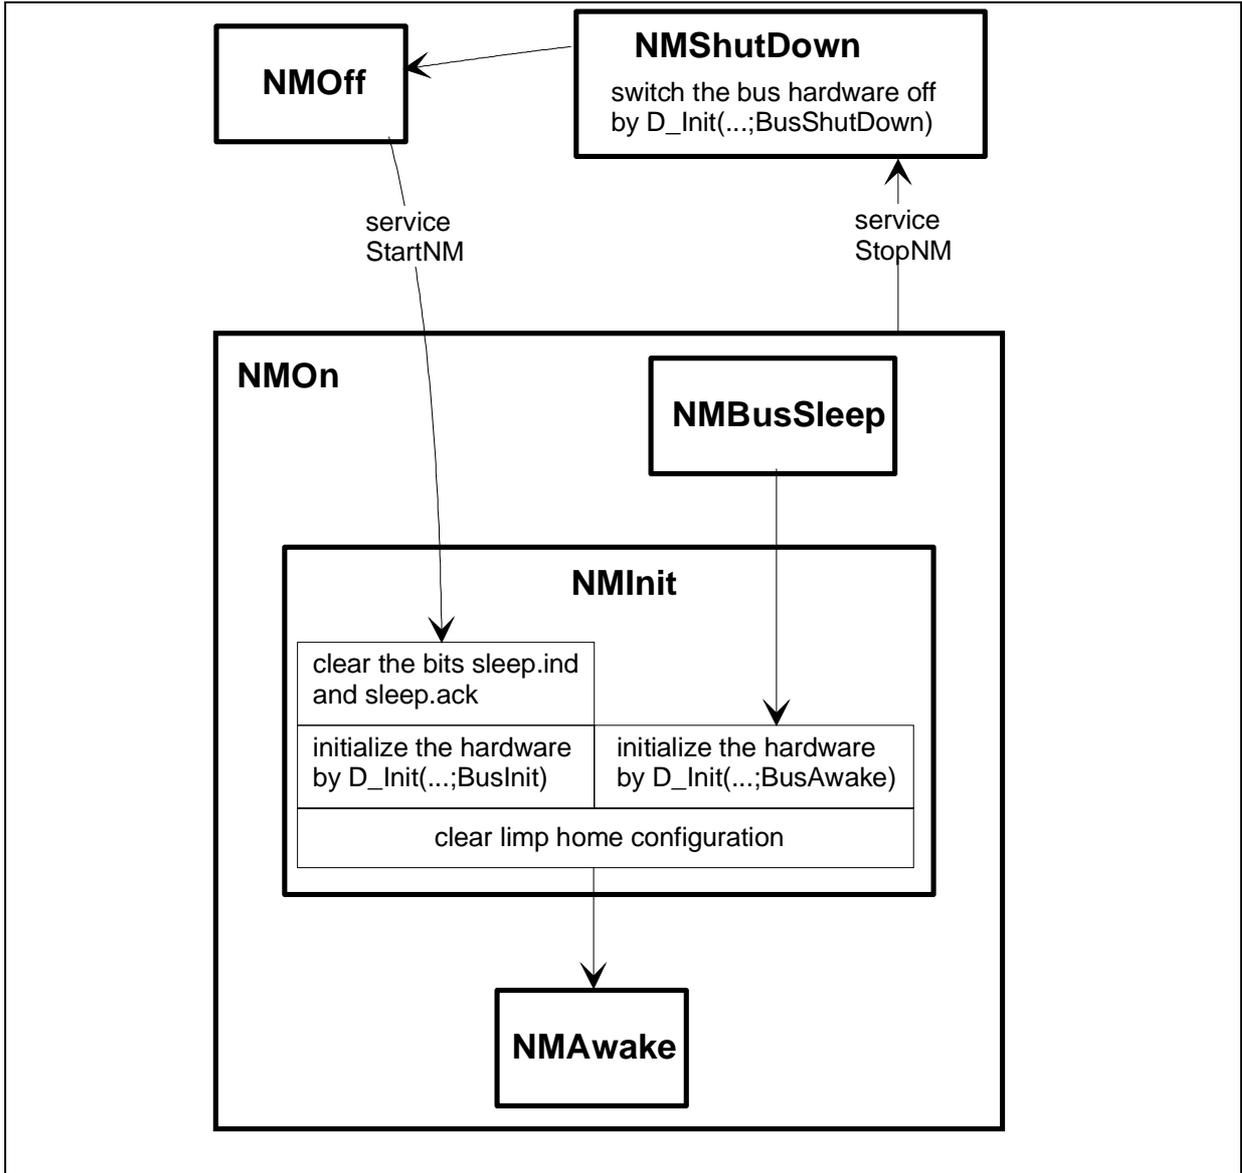 NMOff
NMShutDown
switch the bus hardware off
by D_Init(...;BusShutDown)
service
StartNM
service
StopNM
NMOn
NMBusSleep
NMInit
clear the bits sleep.ind
and sleep.ack
initialize the hardware
by D_Init(...;BusInit)
initialize the hardware
by D_Init(...;BusAwake)
clear limp home configuration
NMAwake